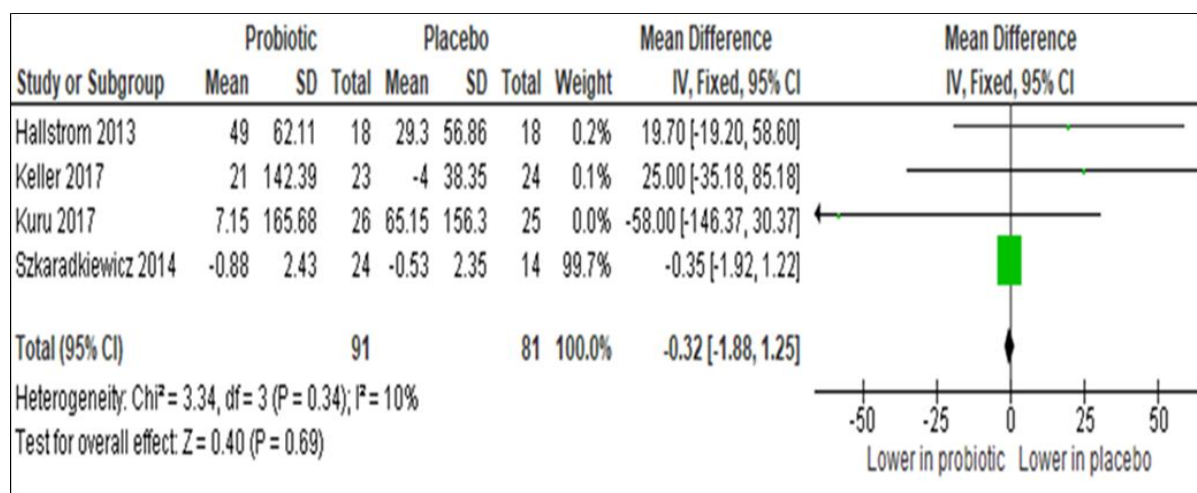 Probiotic Placebo Mean Difference Mean Difference
Study or Subgroup Mean SD Total Mean SD Total Weight IV, Fixed, 95% CI IV, Fixed, 95% CI
Hallstrom 2013 49 62.11 18 29.3 56.86 18 0.2% 19.70 [-19.20, 58.60]
Keller 2017 21 142.39 23 -4 38.35 24 0.1% 25.00 [-35.18, 85.18]
Kuru 2017 7.15 165.68 26 65.15 156.3 25 0.0% -58.00 [-146.37, 30.37]
Szkaradkiewicz 2014 -0.88 2.43 24 -0.53 2.35 14 99.7% -0.35 [-1.92, 1.22]
Total (95% CI) 91 81 100.0% -0.32 [-1.88, 1.25]
Heterogeneity: Chi² = 3.34, df = 3 (P = 0.34); I² = 10%
Test for overall effect: Z = 0.40 (P = 0.69)
-50 -25 0 25 50
Lower in probiotic Lower in placebo